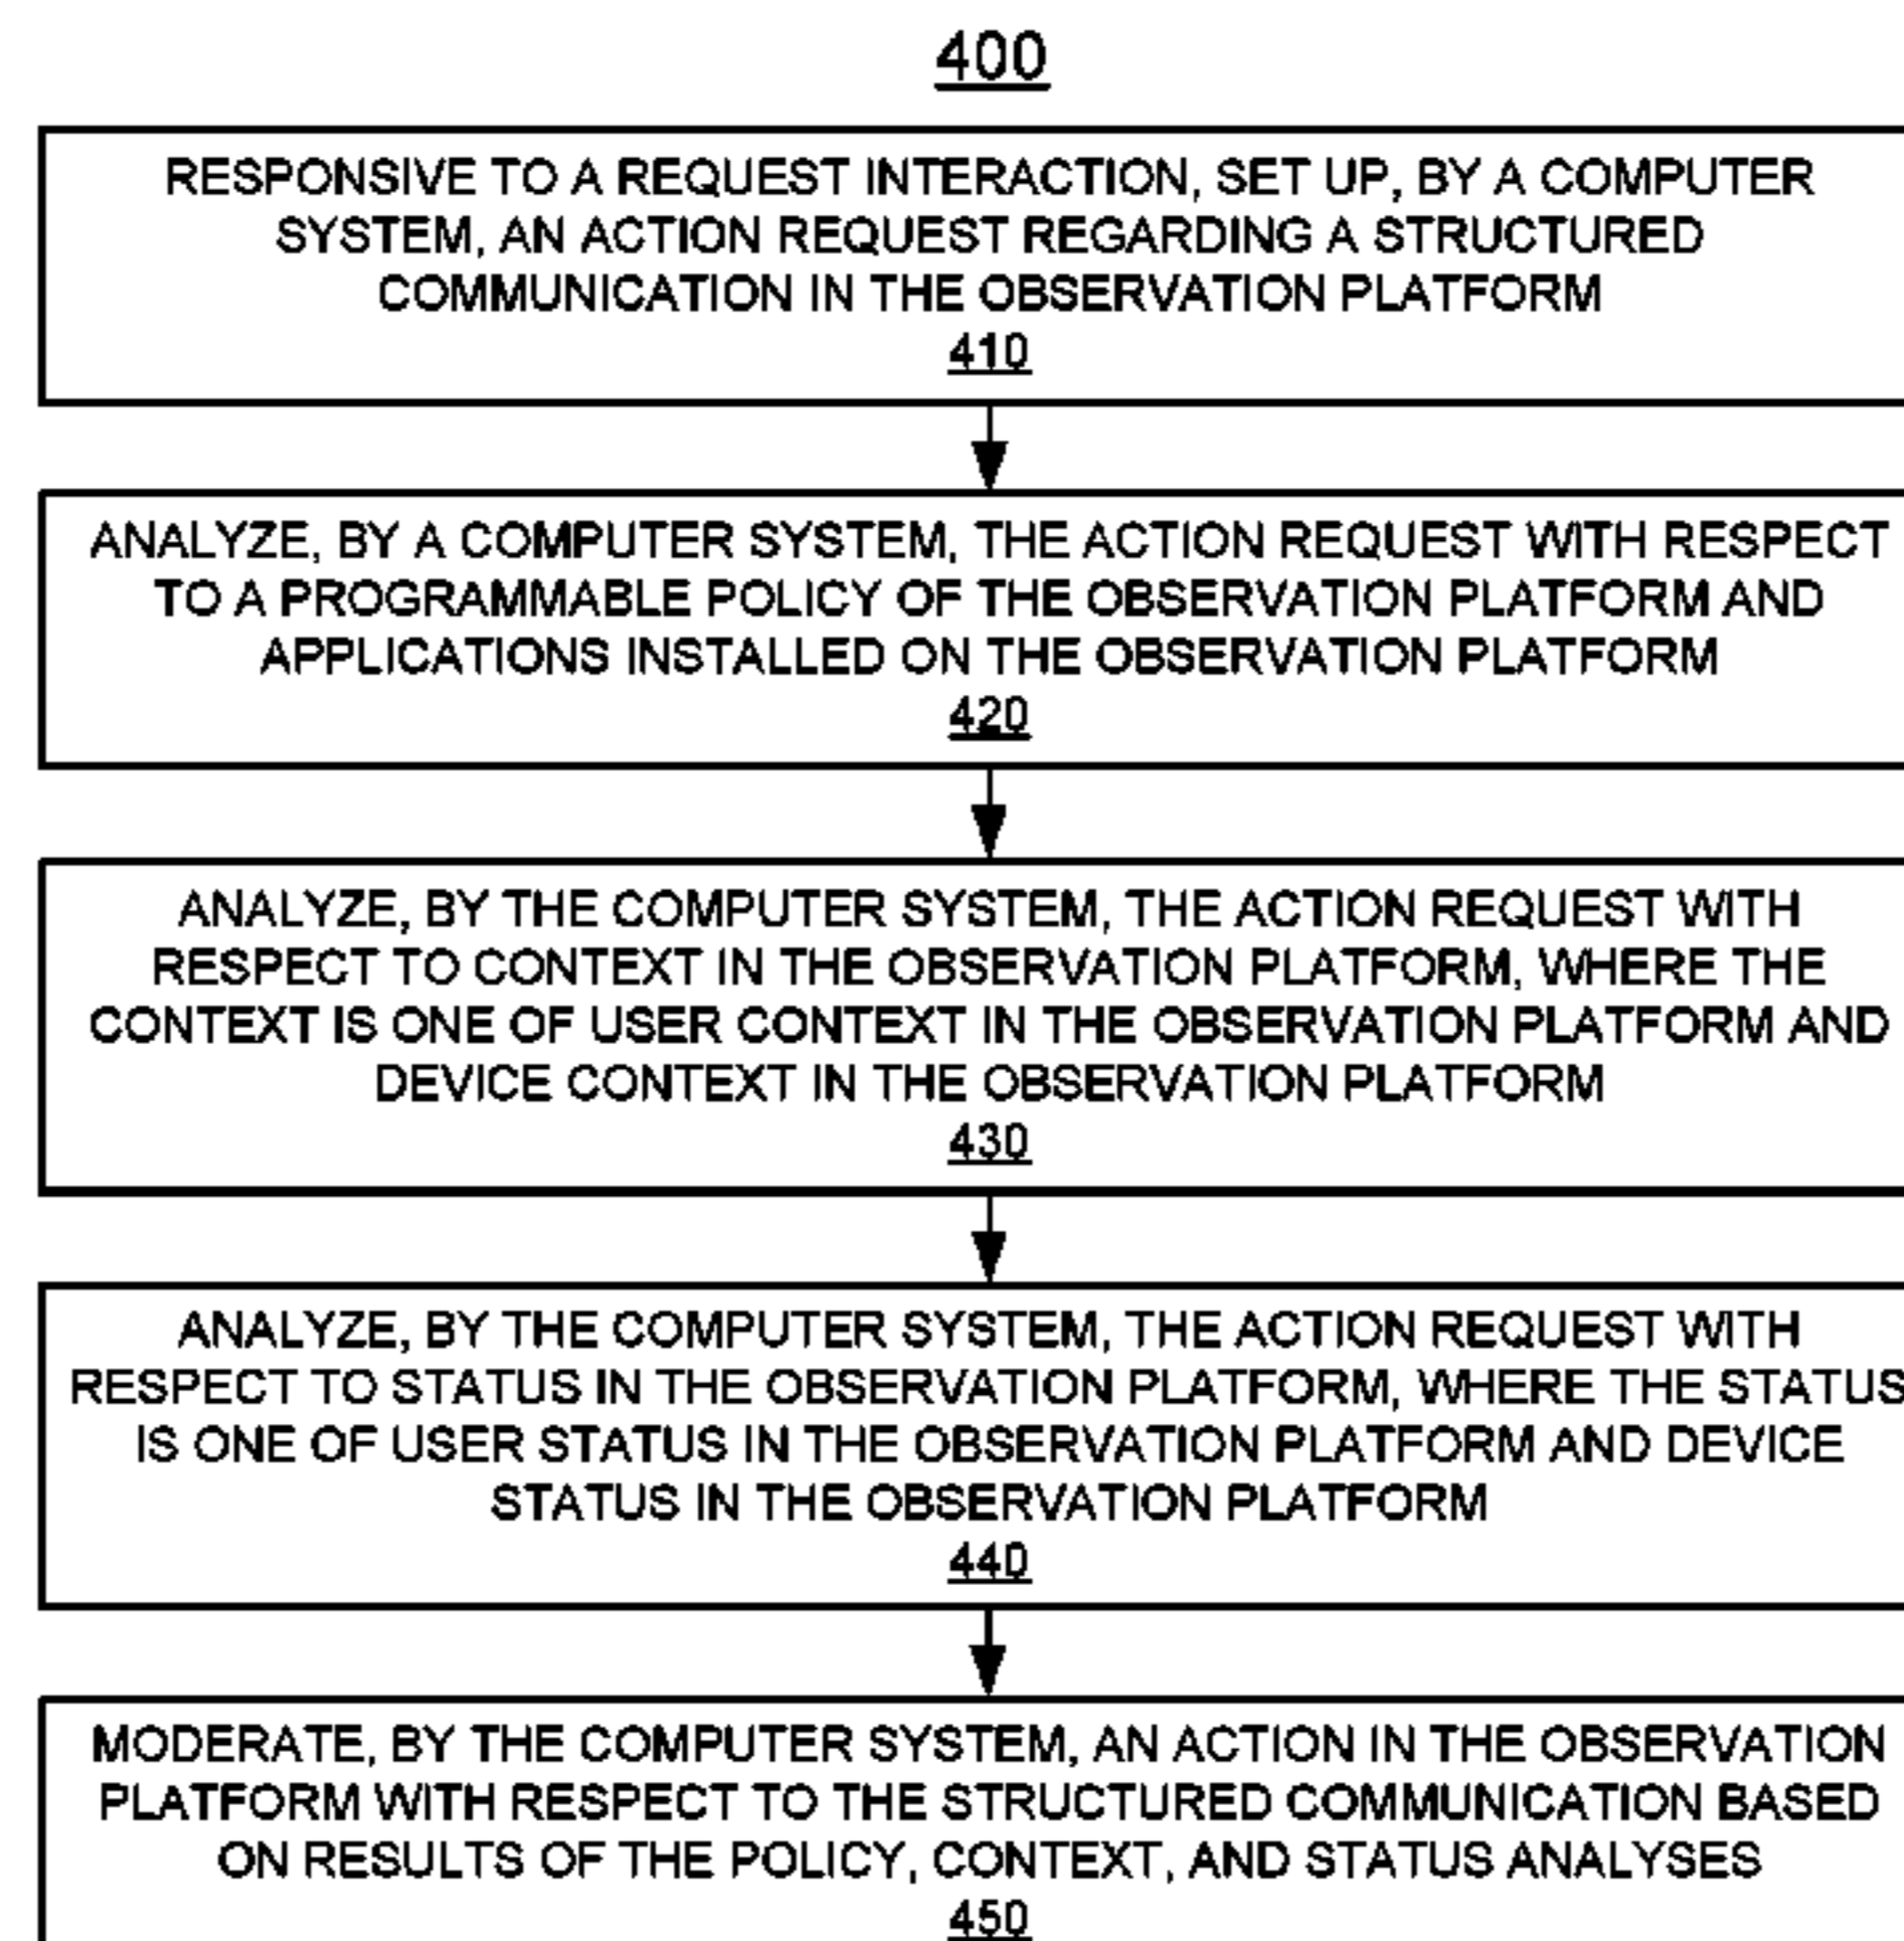 400
RESPONSIVE TO A REQUEST INTERACTION, SET UP, BY A COMPUTER
SYSTEM, AN ACTION REQUEST REGARDING A STRUCTURED
COMMUNICATION IN THE OBSERVATION PLATFORM
410
ANALYZE, BY A COMPUTER SYSTEM, THE ACTION REQUEST WITH RESPECT
TO A PROGRAMMABLE POLICY OF THE OBSERVATION PLATFORM AND
APPLICATIONS INSTALLED ON THE OBSERVATION PLATFORM
420
ANALYZE, BY THE COMPUTER SYSTEM, THE ACTION REQUEST WITH
RESPECT TO CONTEXT IN THE OBSERVATION PLATFORM, WHERE THE
CONTEXT IS ONE OF USER CONTEXT IN THE OBSERVATION PLATFORM AND
DEVICE CONTEXT IN THE OBSERVATION PLATFORM
430
ANALYZE, BY THE COMPUTER SYSTEM, THE ACTION REQUEST WITH
RESPECT TO STATUS IN THE OBSERVATION PLATFORM, WHERE THE STATUS
IS ONE OF USER STATUS IN THE OBSERVATION PLATFORM AND DEVICE
STATUS IN THE OBSERVATION PLATFORM
440
MODERATE, BY THE COMPUTER SYSTEM, AN ACTION IN THE OBSERVATION
PLATFORM WITH RESPECT TO THE STRUCTURED COMMUNICATION BASED
ON RESULTS OF THE POLICY, CONTEXT, AND STATUS ANALYSES
450